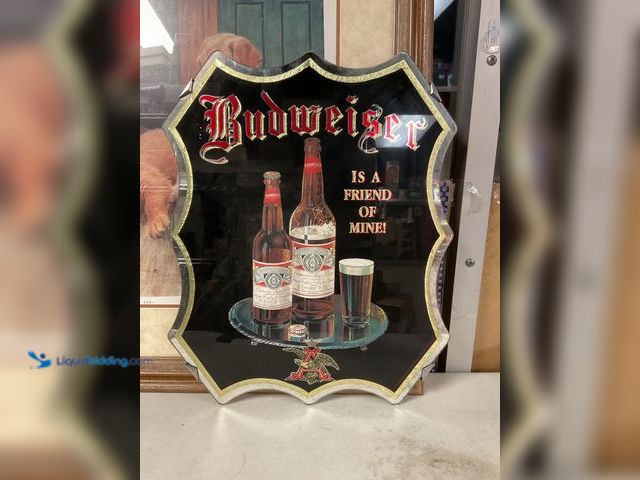 Budweiser
IS A
FRIEND
OF
MINE!
LiquidBidding.com